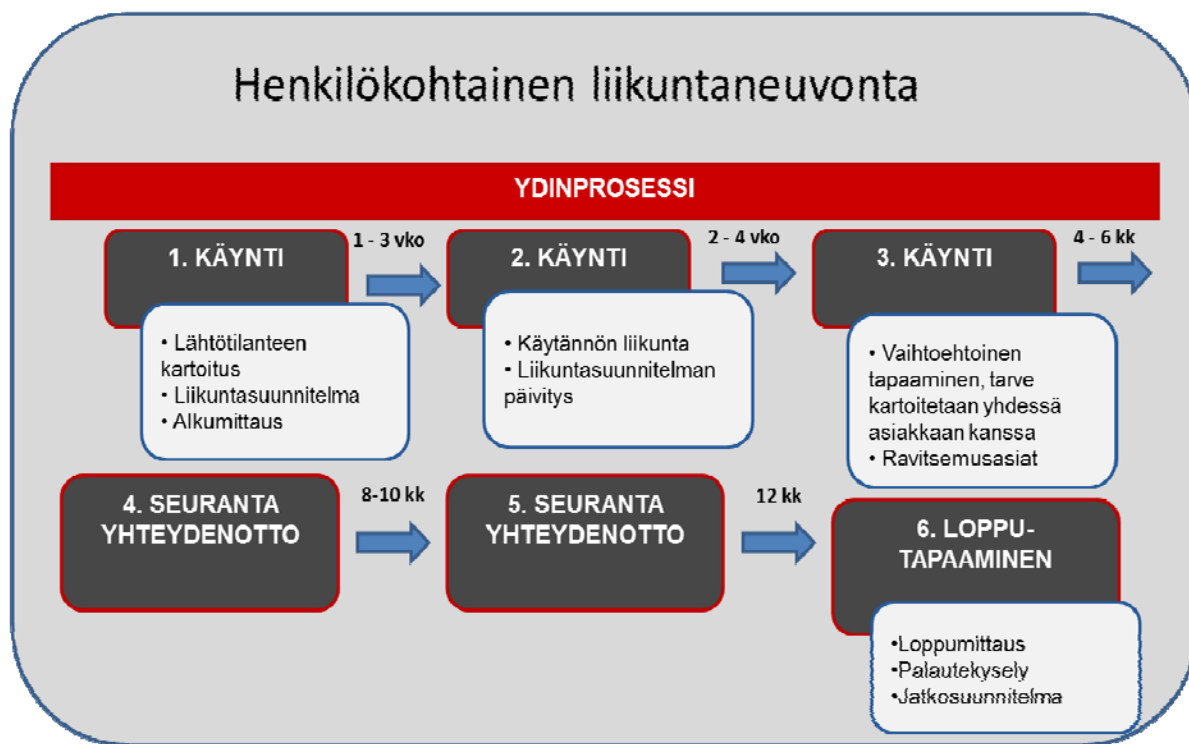 Henkilökohtainen liikuntaneuvonta
YDINPROSESSI
1. KÄYNTI
1 - 3 vko
2. KÄYNTI
2 - 4 vko
3. KÄYNTI
4 - 6 kk
• Lähtötilanteen
kartoitus
• Liikuntasuunnitelma
• Alkumittaus
• Käytännön liikunta
• Liikuntasuunnitelman
päivitys
• Vaihtoehtoinen
tapaaminen, tarve
kartoitetaan yhdessä
asiakkaan kanssa
• Ravitsemusasiat
4. SEURANTA
YHTEYDENOTTO
8-10 kk
5. SEURANTA
YHTEYDENOTTO
12 kk
6. LOPPU-
TAPAAMINEN
•Loppumittaus
•Palautekysely
•Jatkosuunnitelma